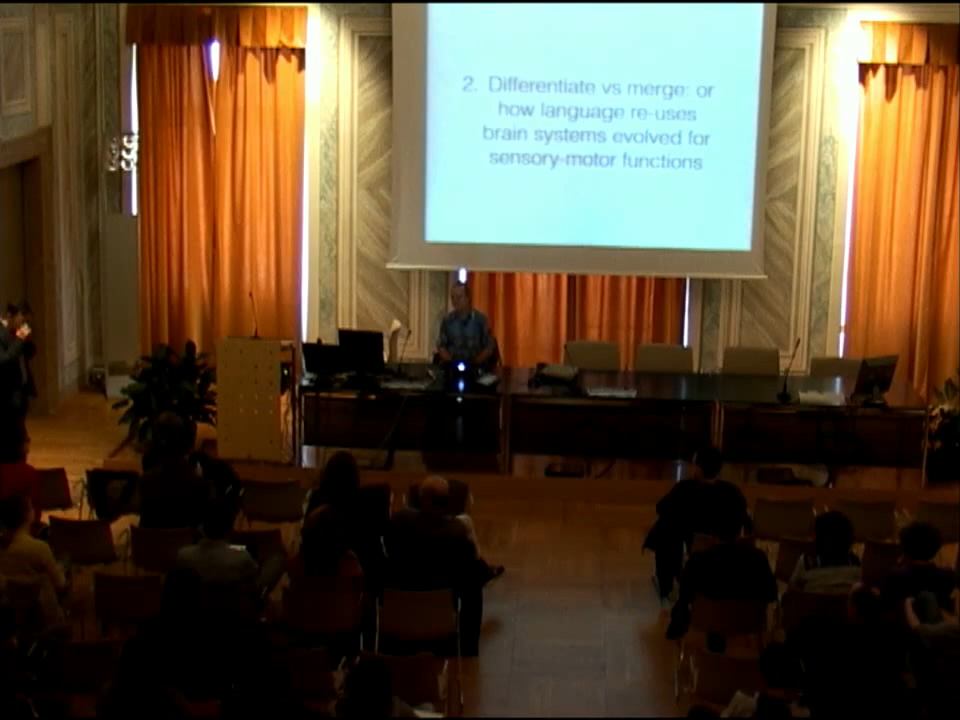 2. Differentiate vs merge: or
how language re-uses
brain systems evolved for
sensory-motor functions